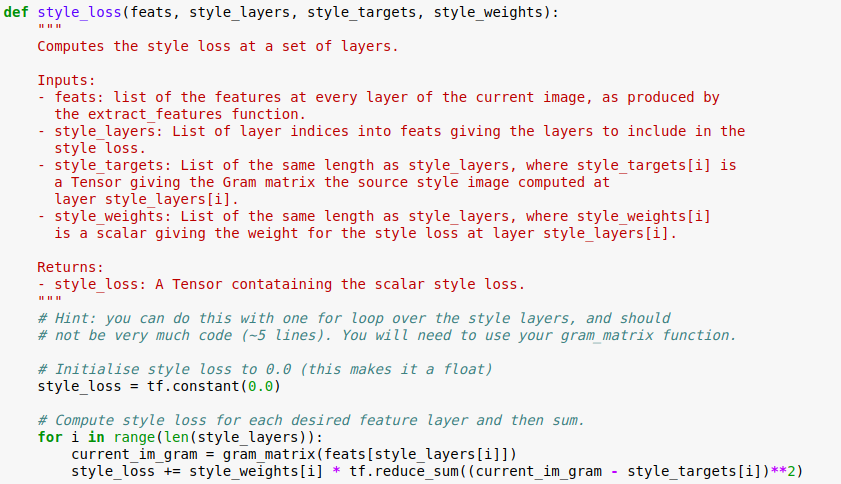 def style_loss(feats, style_layers, style_targets, style_weights):
    """
    Computes the style loss at a set of layers.

    Inputs:
    - feats: list of the features at every layer of the current image, as produced by
      the extract_features function.
    - style_layers: List of layer indices into feats giving the layers to include in the
      style loss.
    - style_targets: List of the same length as style_layers, where style_targets[i] is
      a Tensor giving the Gram matrix the source style image computed at
      layer style_layers[i].
    - style_weights: List of the same length as style_layers, where style_weights[i]
      is a scalar giving the weight for the style loss at layer style_layers[i].

    Returns:
    - style_loss: A Tensor contataining the scalar style loss.
    """
    # Hint: you can do this with one for loop over the style layers, and should
    # not be very much code (~5 lines). You will need to use your gram_matrix function.

    # Initialise style loss to 0.0 (this makes it a float)
    style_loss = tf.constant(0.0)

    # Compute style loss for each desired feature layer and then sum.
    for i in range(len(style_layers)):
        current_im_gram = gram_matrix(feats[style_layers[i]])
        style_loss += style_weights[i] * tf.reduce_sum((current_im_gram - style_targets[i])**2)